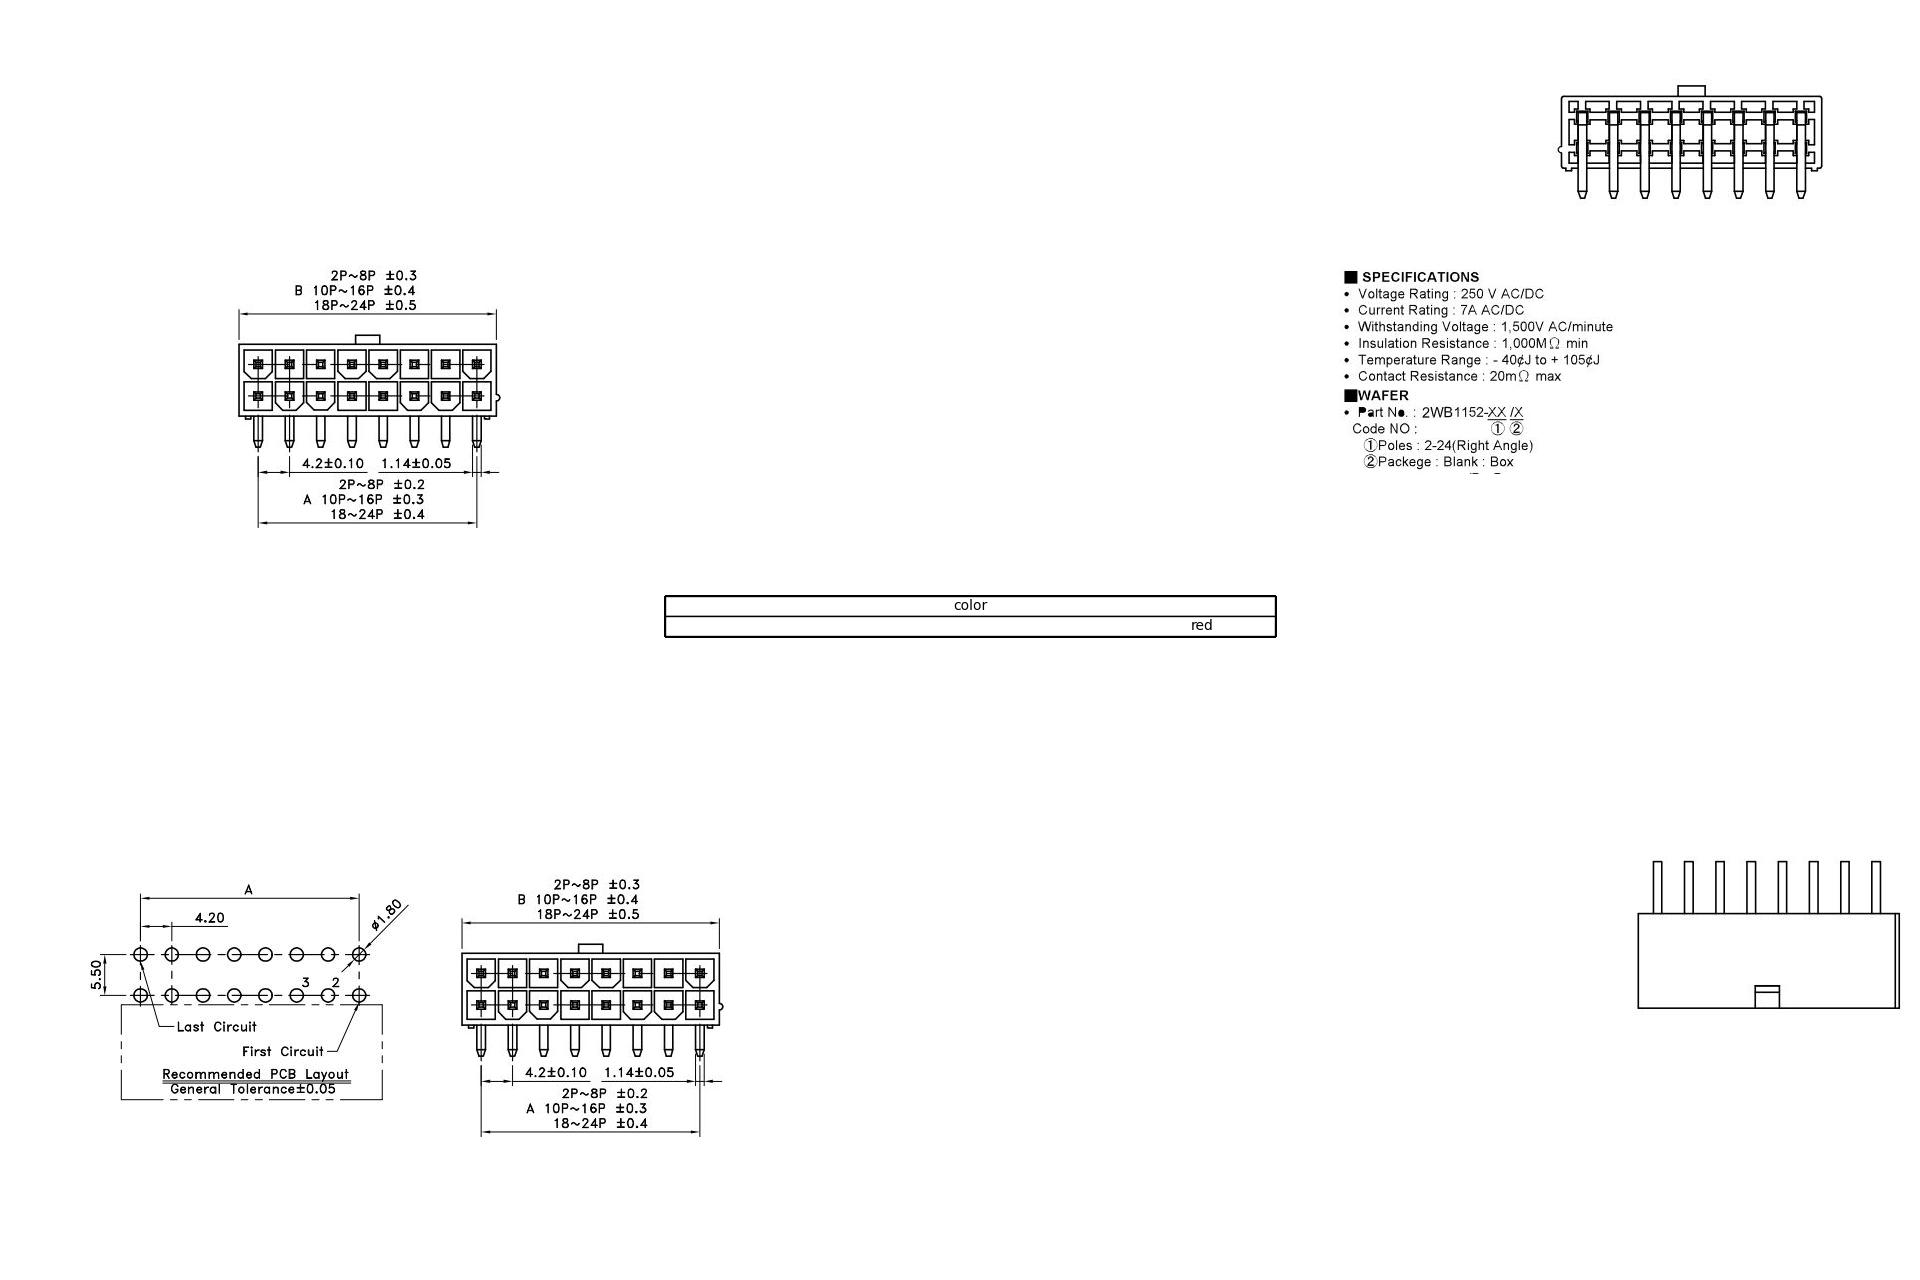 2P~8P ±0.3
B 10P~16P ±0.4
18P~24P ±0.5
4.2±0.10 1.14±0.05
2P~8P ±0.2
A 10P~16P ±0.3
18~24P ±0.4
■ SPECIFICATIONS
• Voltage Rating : 250 V AC/DC
• Current Rating : 7A AC/DC
• Withstanding Voltage : 1,500V AC/minute
• Insulation Resistance : 1,000MΩ min
• Temperature Range : - 40¢J to + 105¢J
• Contact Resistance : 20mΩ max
■WAFER
• Part No. : 2WB1152-XX /X
Code NO : ① ②
①Poles : 2-24(Right Angle)
②Packege : Blank : Box
color
red
A
4.20
ø1.80
5.50
3 2
Last Circuit
First Circuit
Recommended PCB Layout
General Tolerance±0.05
2P~8P ±0.3
B 10P~16P ±0.4
18P~24P ±0.5
4.2±0.10 1.14±0.05
2P~8P ±0.2
A 10P~16P ±0.3
18~24P ±0.4